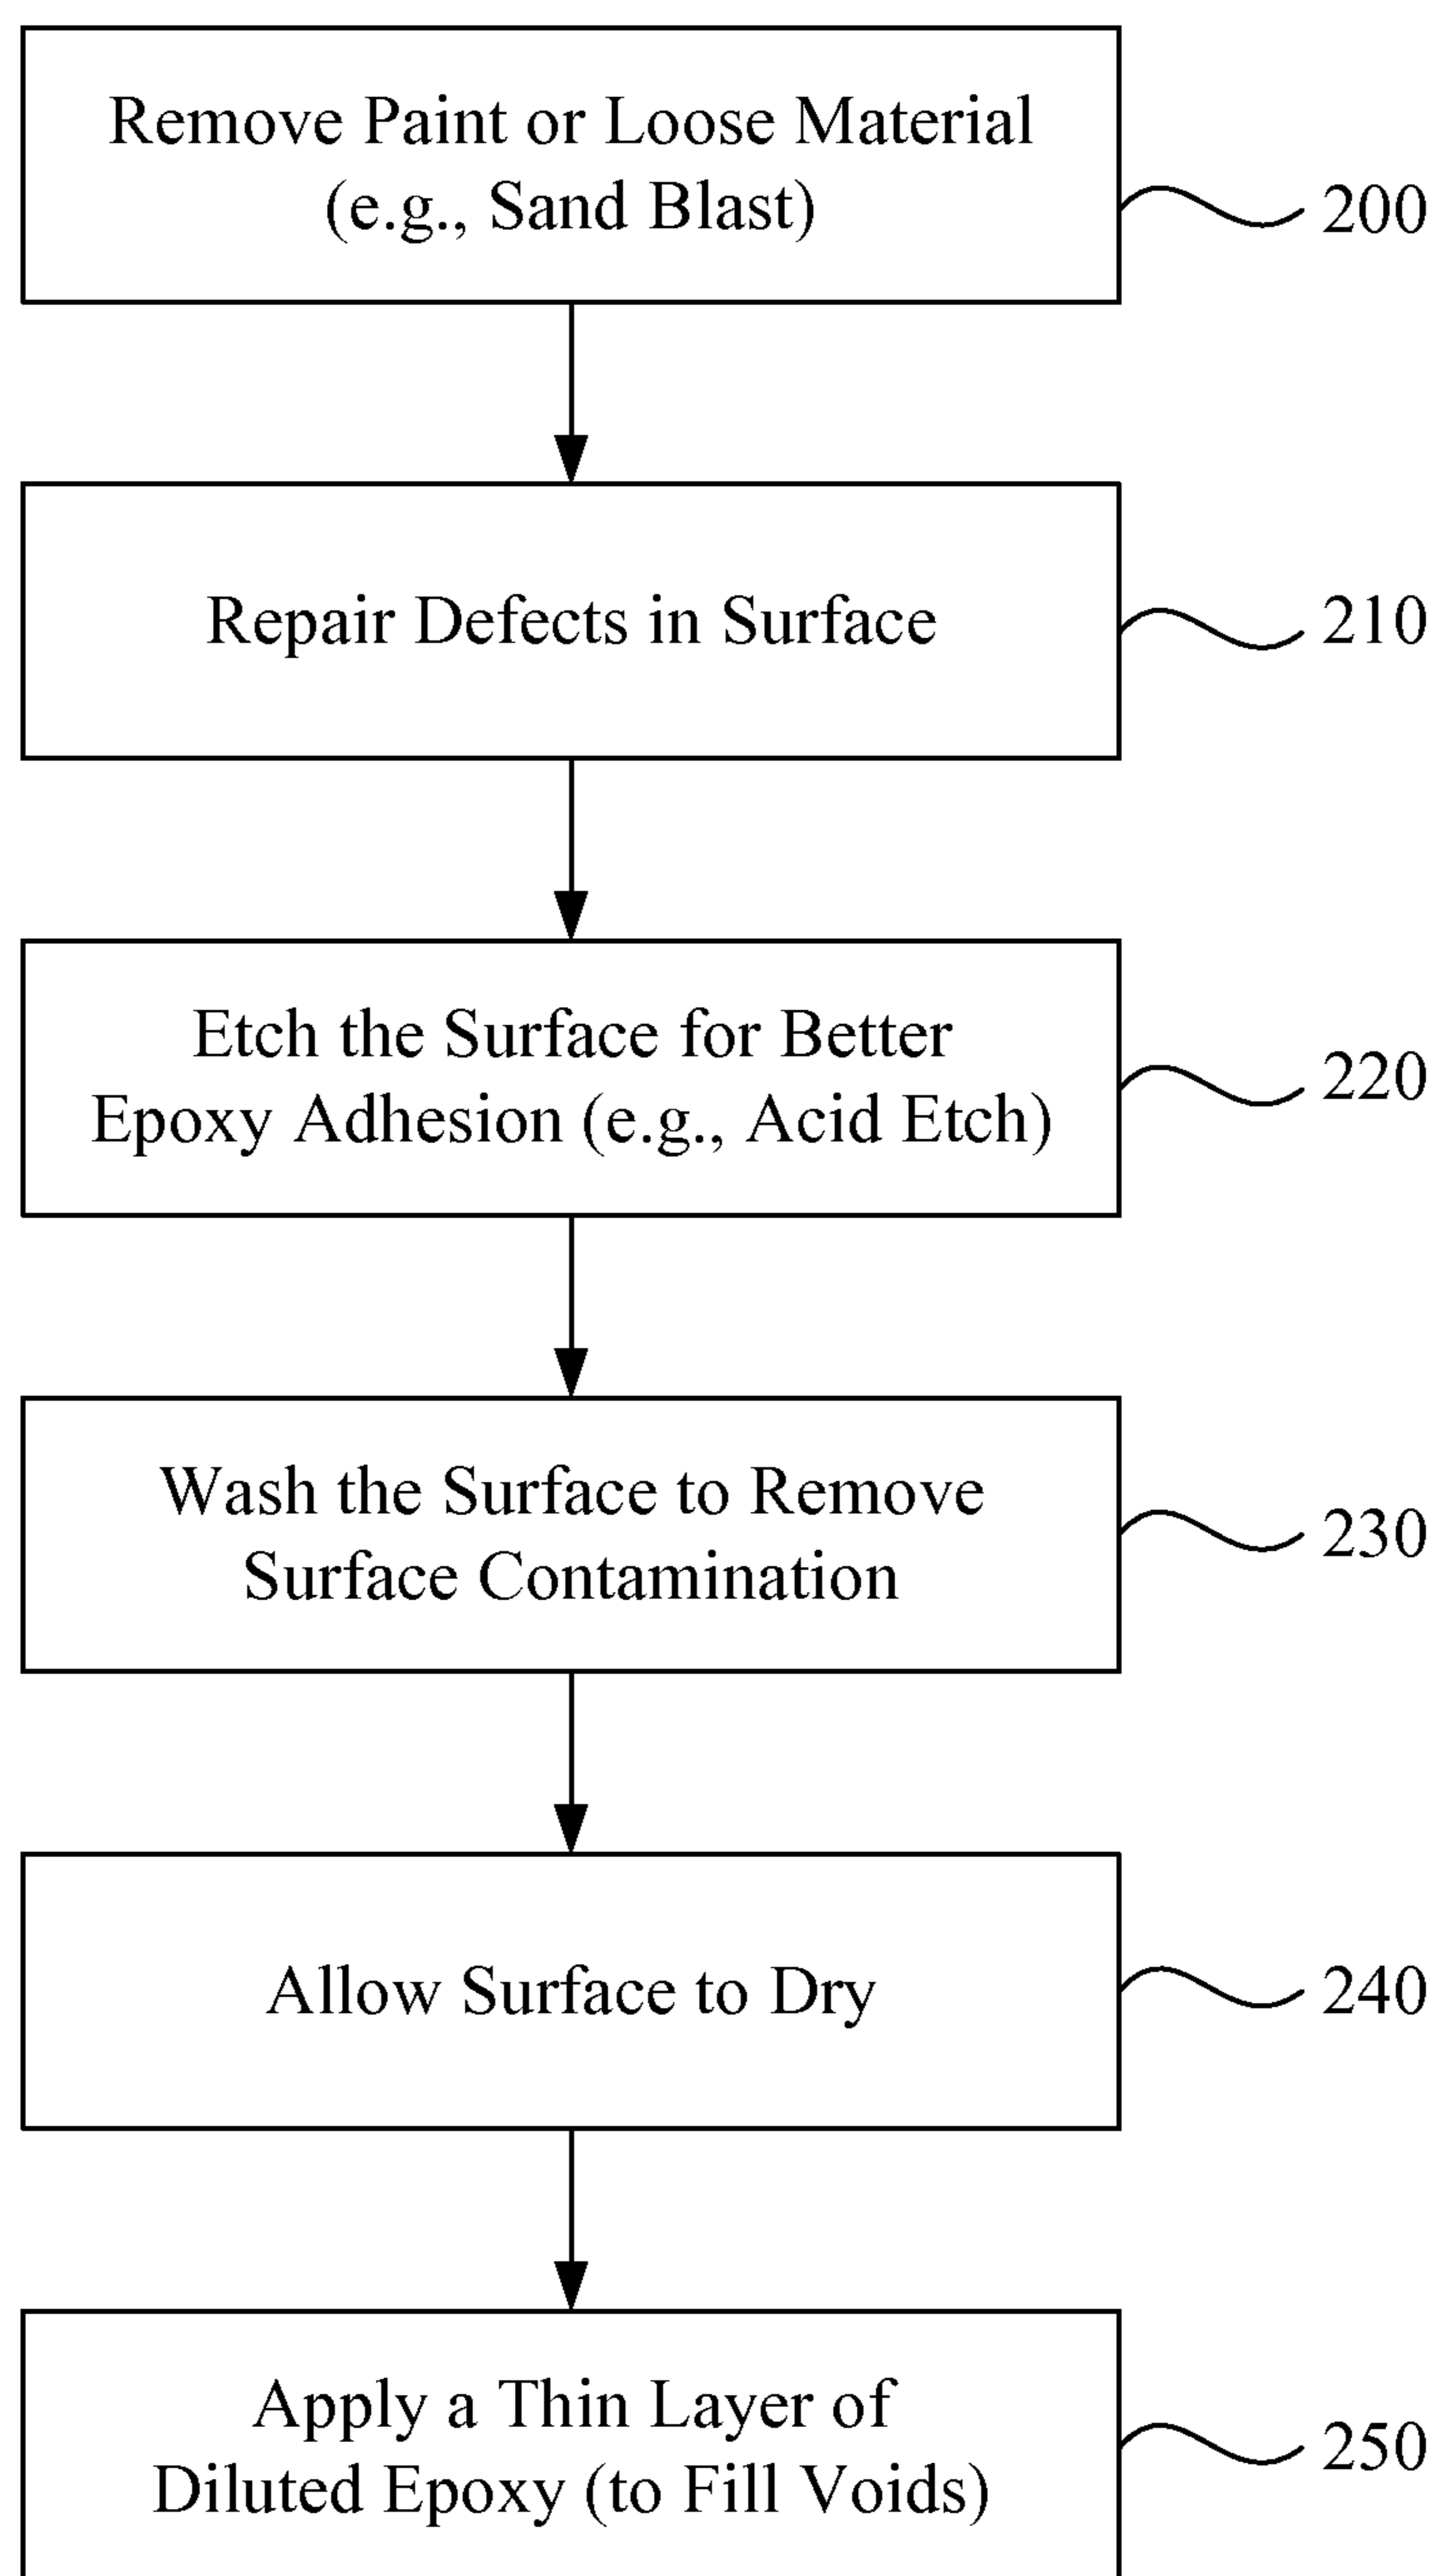 Remove Paint or Loose Material
(e.g., Sand Blast)
200
Repair Defects in Surface
210
Etch the Surface for Better
Epoxy Adhesion (e.g., Acid Etch)
220
Wash the Surface to Remove
Surface Contamination
230
Allow Surface to Dry
240
Apply a Thin Layer of
Diluted Epoxy (to Fill Voids)
250